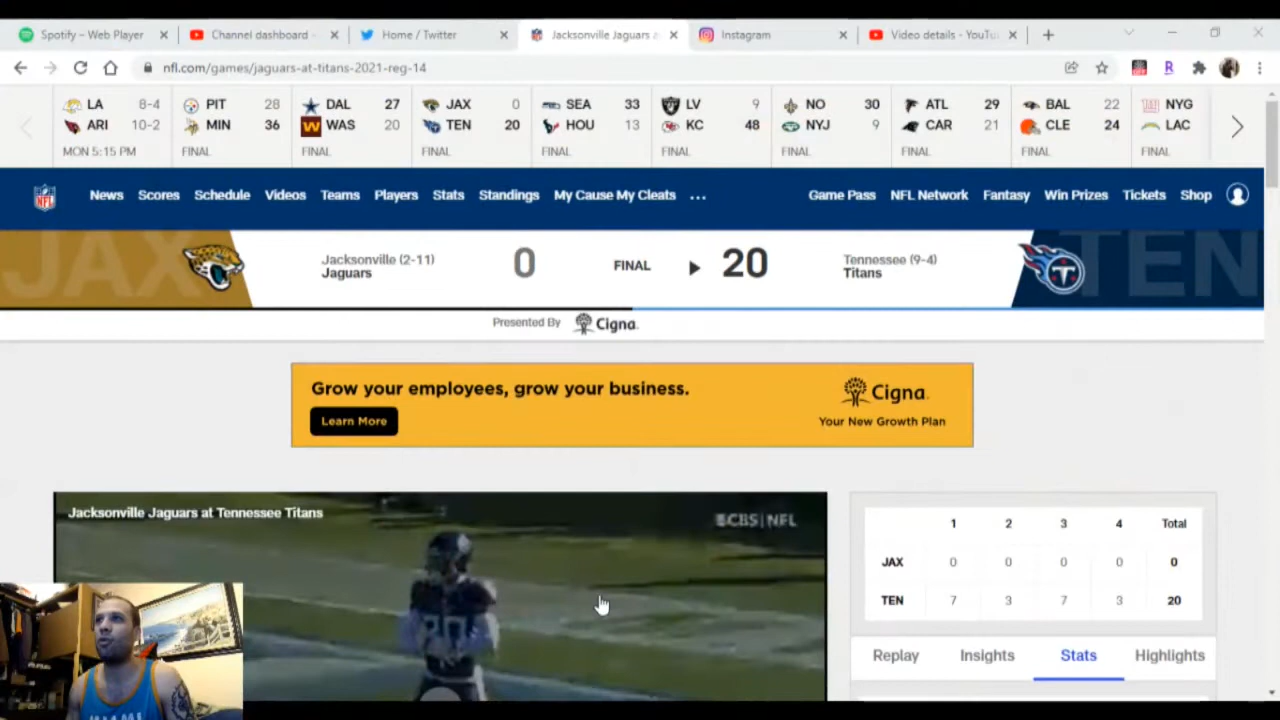 Spotify – Web Player
Channel dashboard -
Home / Twitter
Jacksonville Jaguars a
Instagram
Video details - YouTu
nfl.com/games/jaguars-at-titans-2021-reg-14
LA 8-4
ARI 10-2
MON 5:15 PM
PIT 28
MIN 36
FINAL
DAL 27
WAS 20
FINAL
JAX 0
TEN 20
FINAL
SEA 33
HOU 13
FINAL
LV 9
KC 48
FINAL
NO 30
NYJ 9
FINAL
ATL 29
CAR 21
FINAL
BAL 22
CLE 24
FINAL
NYG
LAC
FINAL
NFL
News Scores Schedule Videos Teams Players Stats Standings My Cause My Cleats ... Game Pass NFL Network Fantasy Win Prizes Tickets Shop
JAX
Jacksonville (2-11)
Jaguars
0
FINAL
20
Tennessee (9-4)
Titans
TEN
Presented By Cigna.
Grow your employees, grow your business.
Learn More
Cigna.
Your New Growth Plan
Jacksonville Jaguars at Tennessee Titans
CBS | NFL
1 2 3 4 Total
JAX 0 0 0 0 0
TEN 7 3 7 3 20
Replay Insights Stats Highlights